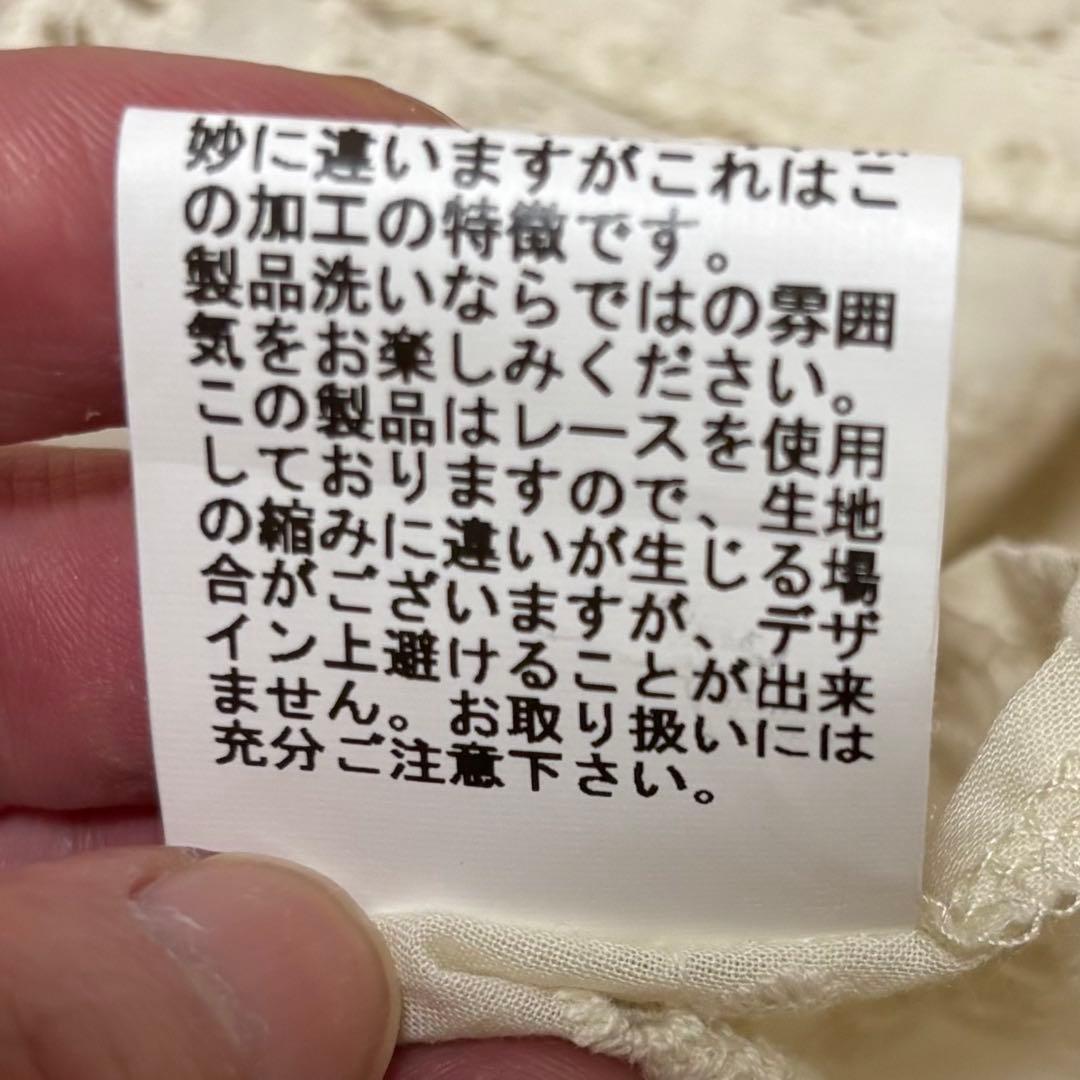 妙に違いますがこれはこ
の加工の特徴です。
製品洗いならではの雰囲
気をお楽しみください。
この製品はレースを使用
しておりますので、生地
の縮みに違いが生じる場
合がございますが、デザ
イン上避けることが出来
ません。お取り扱いには
充分ご注意下さい。